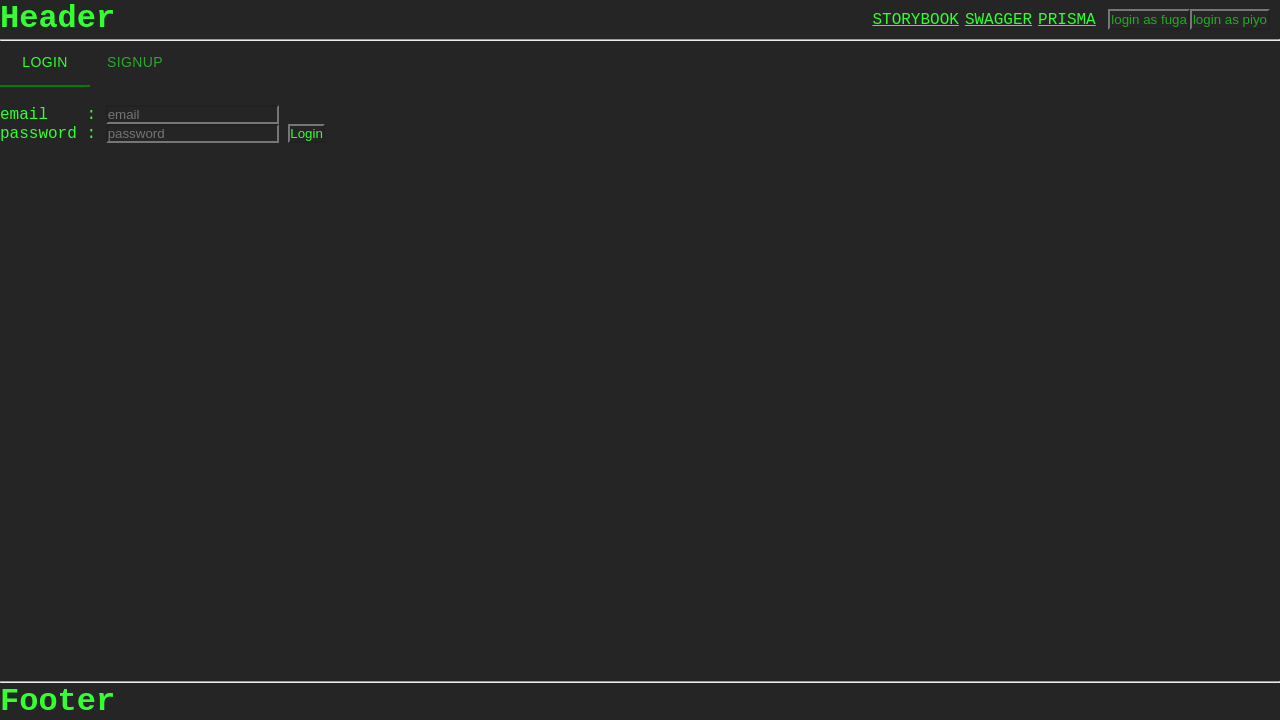 Header
STORYBOOK SWAGGER PRISMA login as fuga login as piyo
LOGIN SIGNUP
email : email
password : password Login
Footer